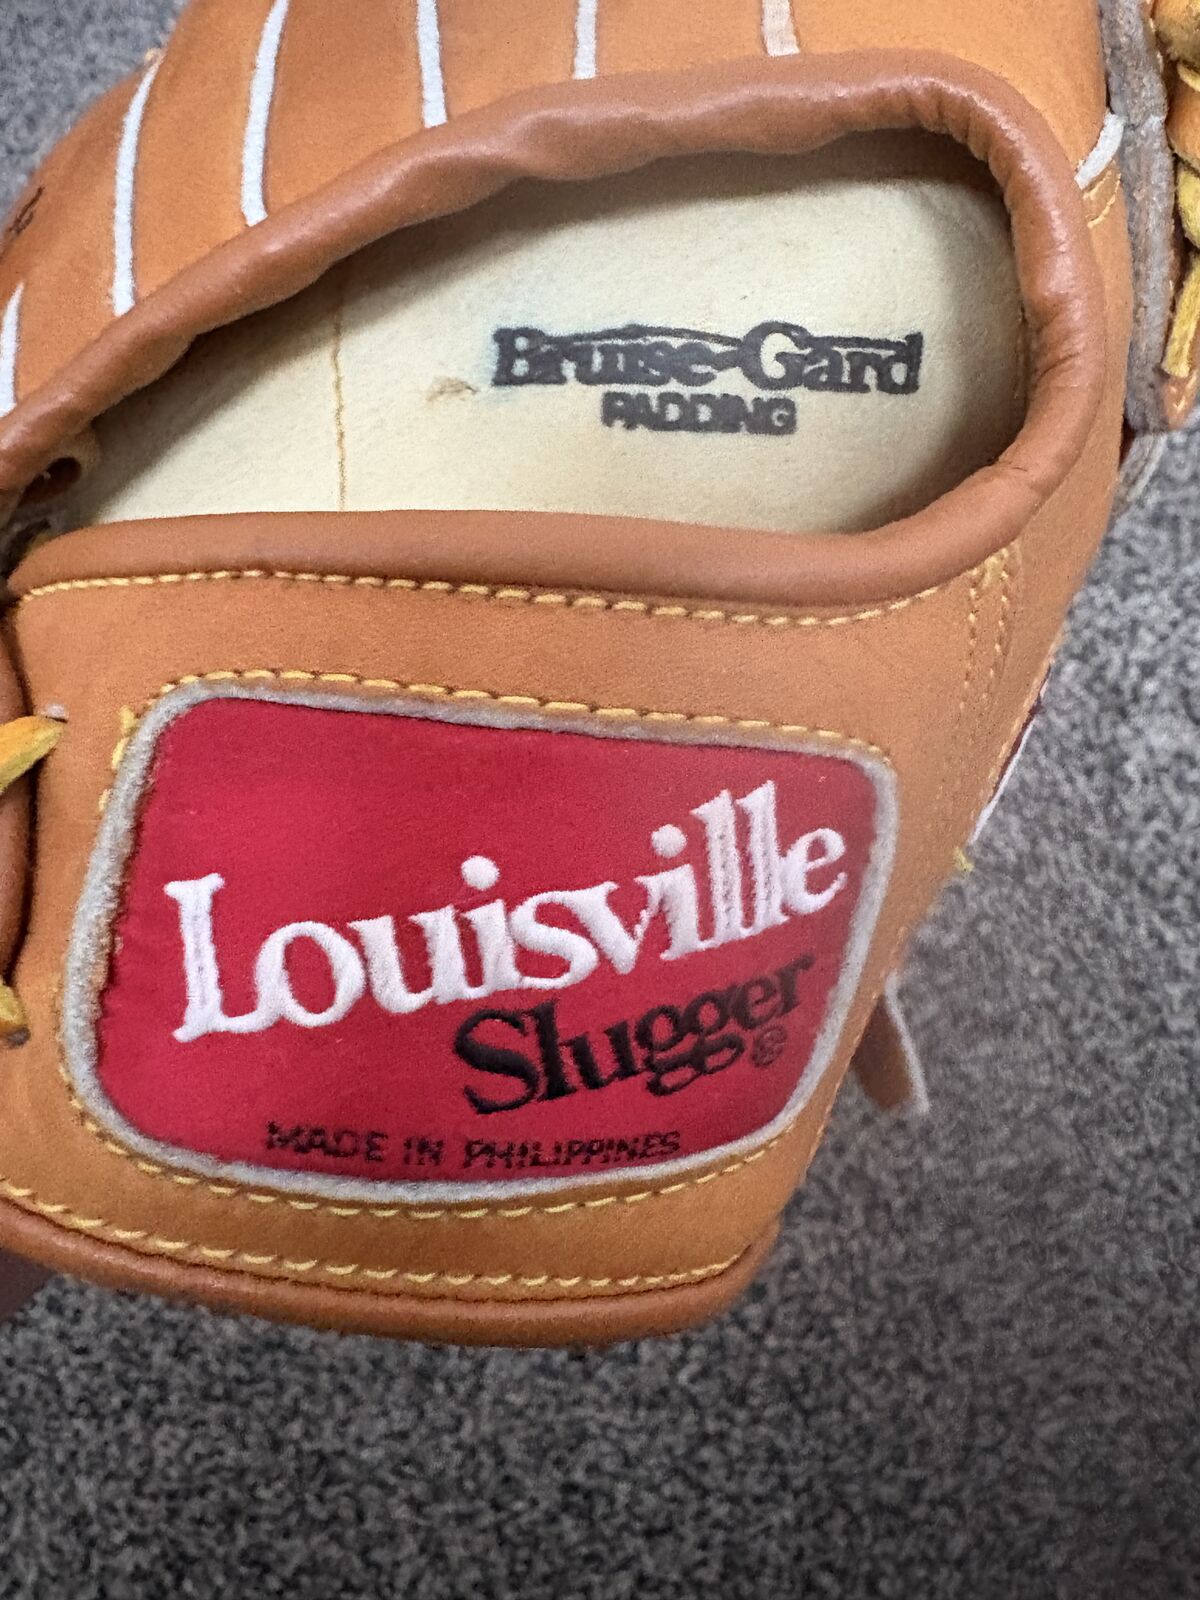 Bruise-Gard
PADDING
Louisville
Slugger®
MADE IN PHILIPPINES